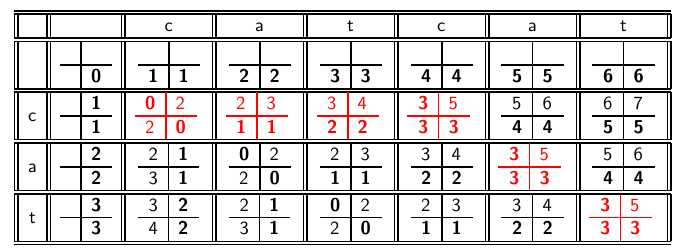 c a t c a t
0 1 1 2 2 3 3 4 4 5 5 6 6
1 0 2 2 3 3 4 3 5 5 6 6 7
c
1 2 0 1 1 2 2 3 3 4 4 5 5
2 2 1 0 2 2 3 3 4 3 5 5 6
a
2 3 1 2 0 1 1 2 2 3 3 4 4
3 3 2 2 1 0 2 2 3 3 4 3 5
t
3 4 2 3 1 2 0 1 1 2 2 3 3